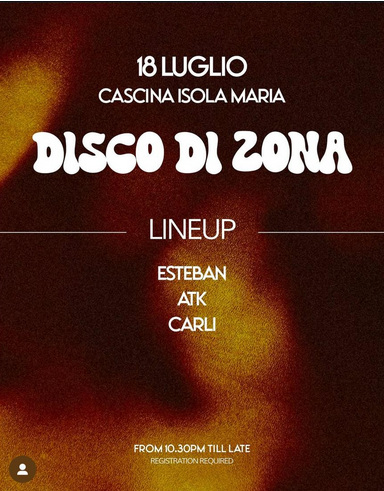 18 LUGLIO
CASCINA ISOLA MARIA
DISCO DI ZONA
LINEUP
ESTEBAN
ATK
CARLI
FROM 10.30PM TILL LATE
REGISTRATION REQUIRED